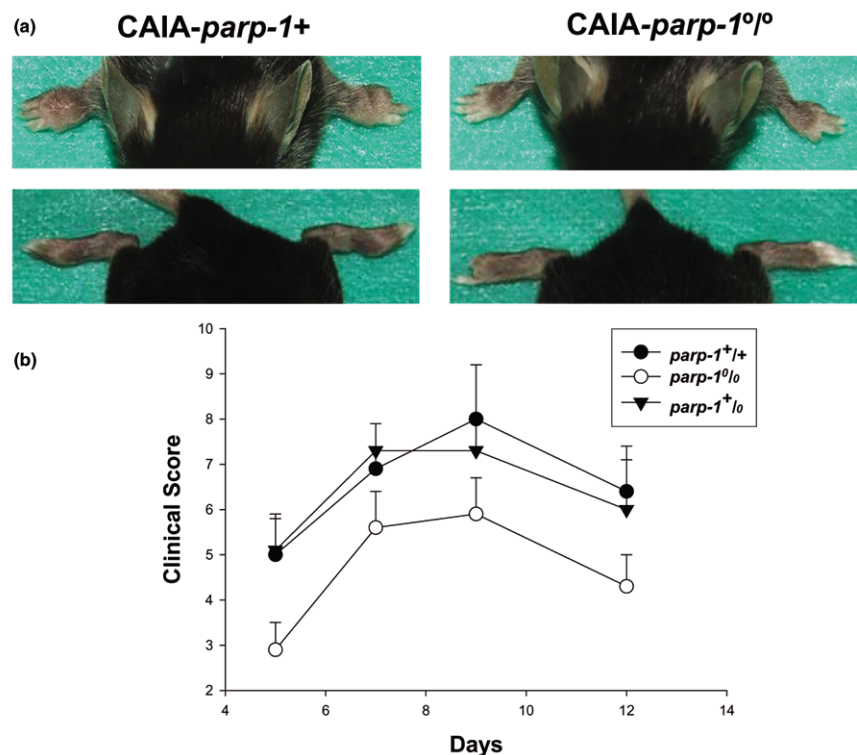 (a)
CAIA-parp-1+
CAIA-parp-1º/º
(b)
10
9
8
7
6
5
4
3
2
Clinical Score
parp-1⁺/+
parp-1⁰/₀
parp-1⁺/₀
4
6
8
10
12
14
Days